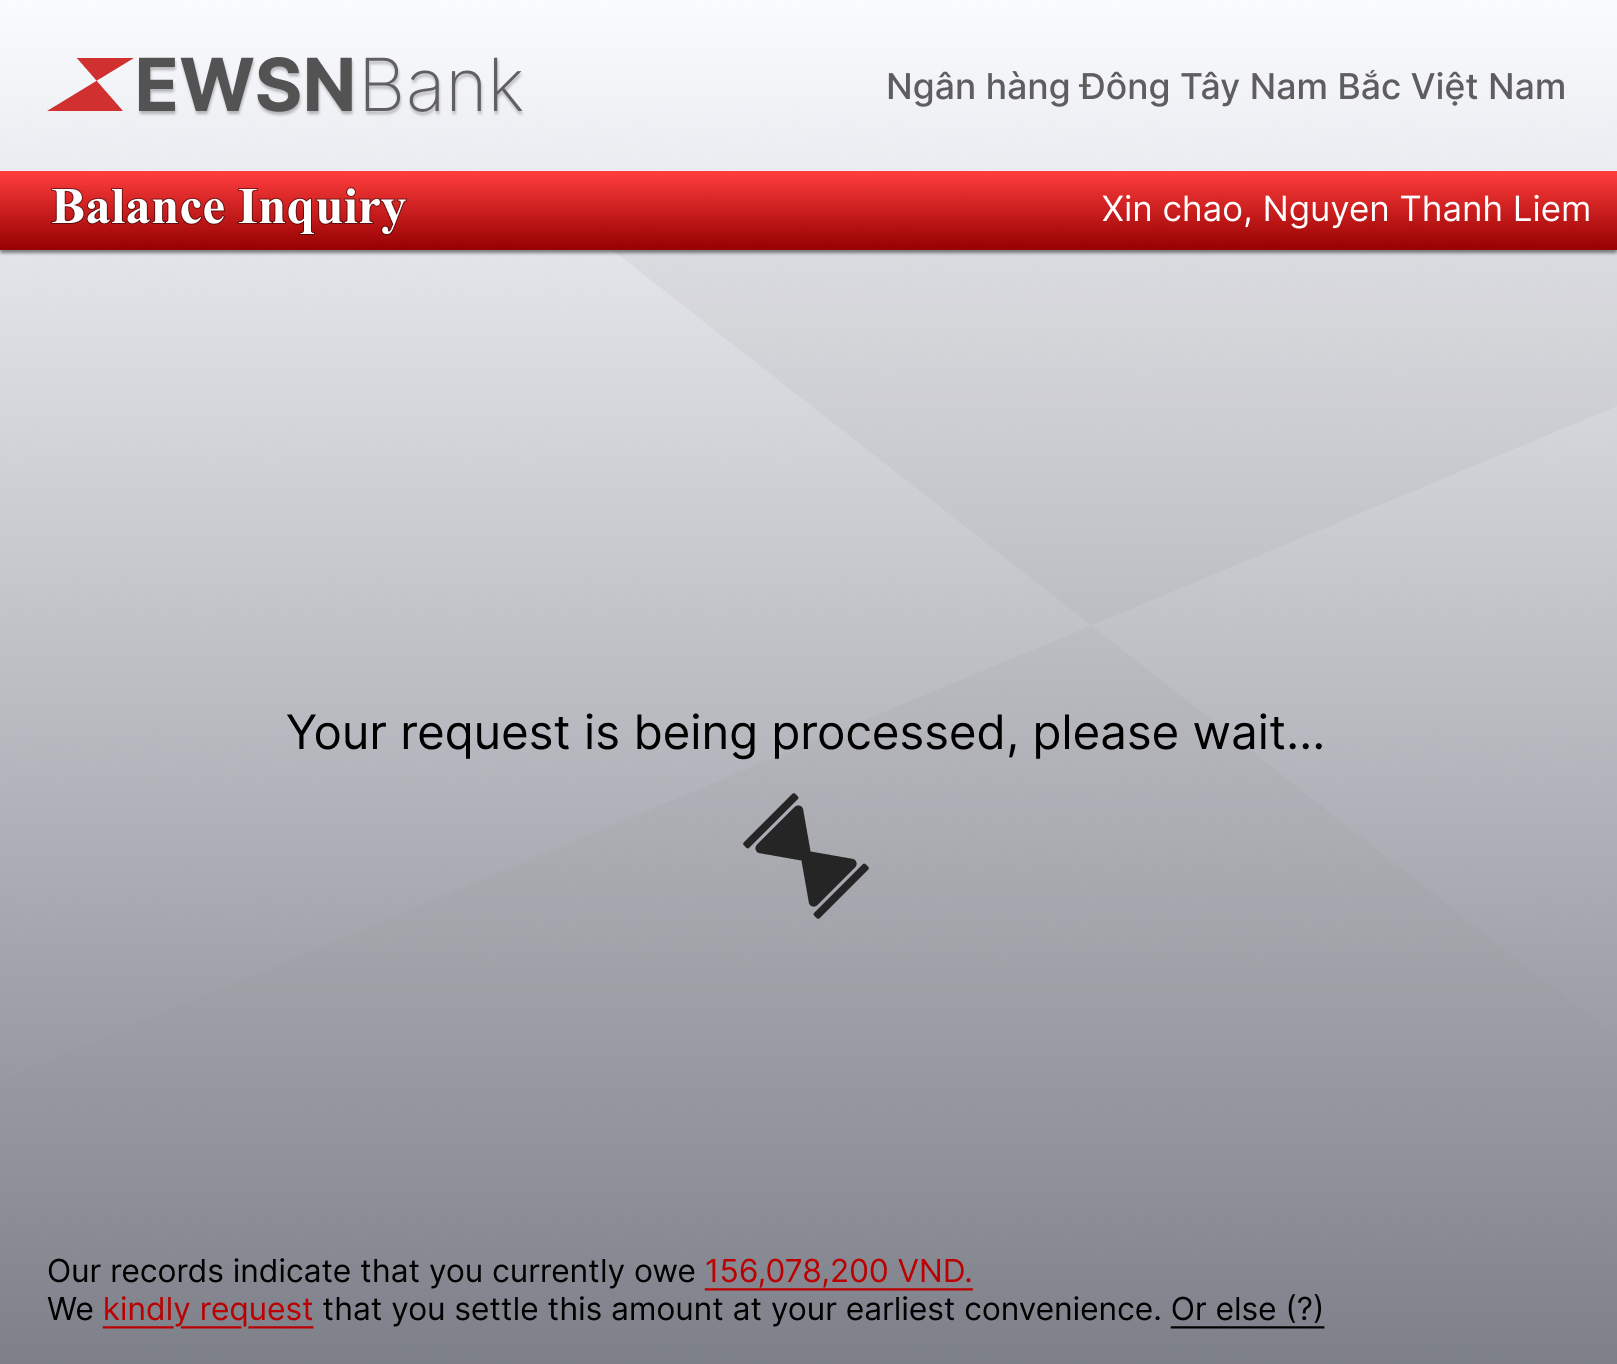 EWSNBank
Ngân hàng Đông Tây Nam Bắc Việt Nam
Balance Inquiry
Xin chao, Nguyen Thanh Liem
Your request is being processed, please wait...
Our records indicate that you currently owe 156,078,200 VND.
We kindly request that you settle this amount at your earliest convenience. Or else (?)